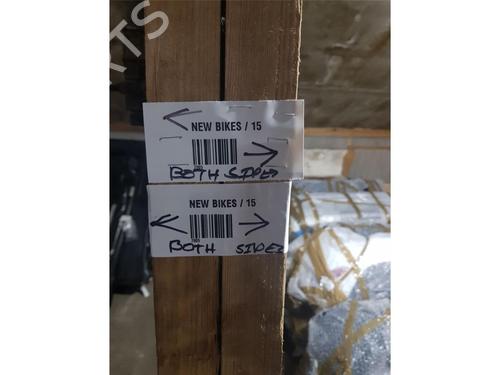 NEW BIKES / 15
BOTH SIDES
NEW BIKES / 15
BOTH SIDES